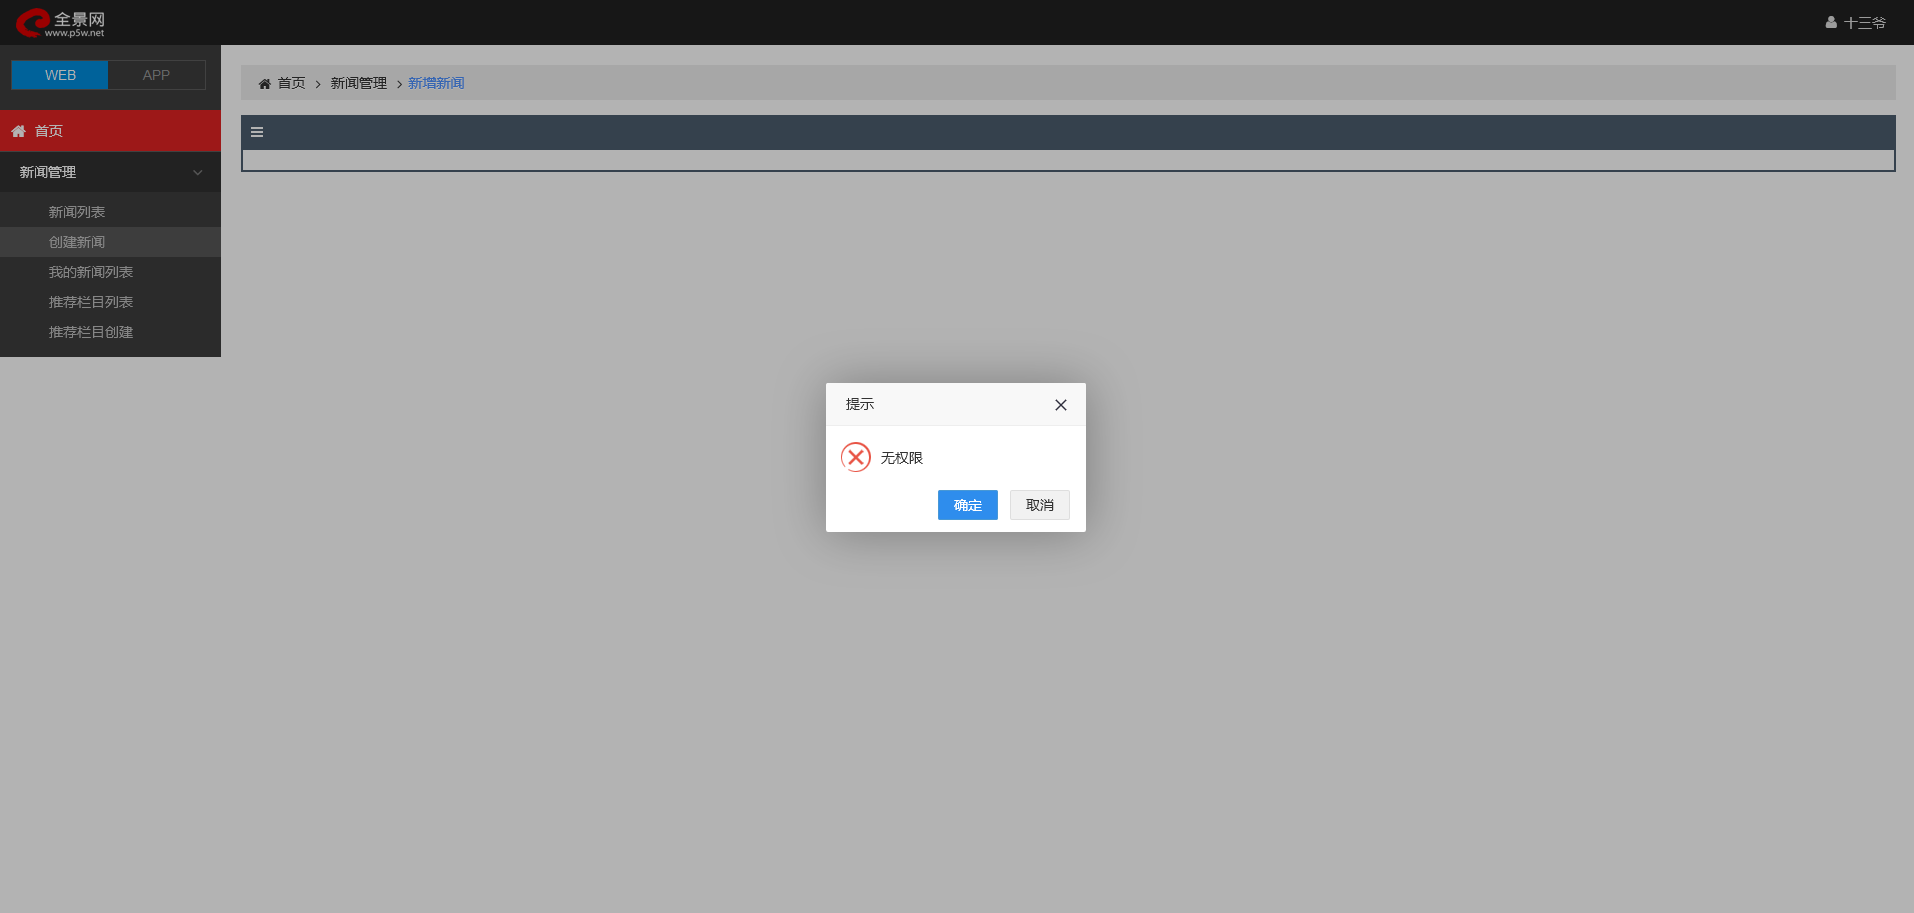 全景网
www.p5w.net
十三爷
WEB
APP
首页
新闻管理
新闻列表
创建新闻
我的新闻列表
推荐栏目列表
推荐栏目创建
首页 > 新闻管理 > 新增新闻
提示
无权限
确定
取消